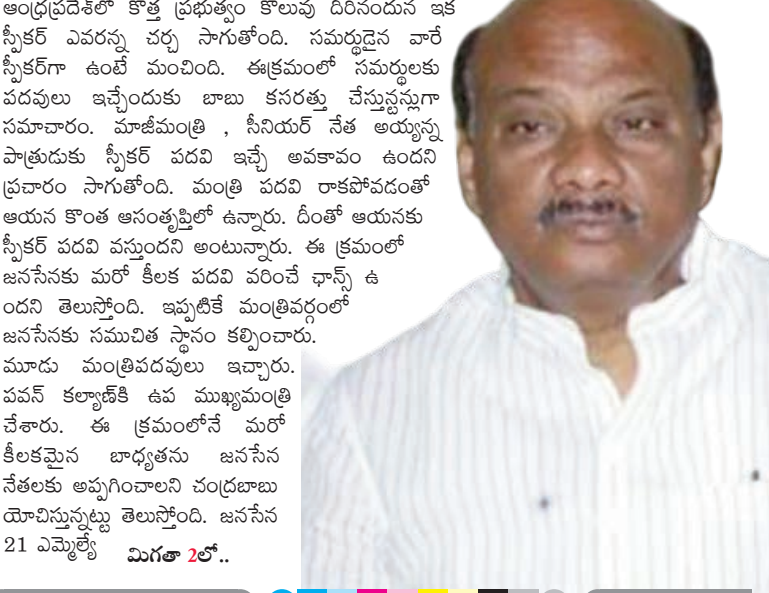 ఆంధ్రప్రదేశ్‌లో కొత్త ప్రభుత్వం కొలువు దీరినందున ఇక
స్పీకర్ ఎవరన్న చర్చ సాగుతోంది. సమర్థుడైన వారే
స్పీకర్‌గా ఉంటే మంచింది. ఈక్రమంలో సమర్థులకు
పదవులు ఇచ్చేందుకు బాబు కసరత్తు చేస్తున్టన్లుగా
సమాచారం. మాజీమంత్రి , సీనియర్ నేత అయ్యన్న
పాత్రుడుకు స్పీకర్ పదవి ఇచ్చే అవకావం ఉందని
ప్రచారం సాగుతోంది. మంత్రి పదవి రాకపోవడంతో
ఆయన కొంత ఆసంతృప్తిలో ఉన్నారు. దీంతో ఆయనకు
స్పీకర్ పదవి వస్తుందని అంటున్నారు. ఈ క్రమంలో
జనసేనకు మరో కీలక పదవి వరించే ఛాన్స్ ఉ
ందని తెలుస్తోంది. ఇప్పటికే మంత్రివర్గంలో
జనసేనకు సముచిత స్థానం కల్పించారు.
మూడు మంత్రిపదవులు ఇచ్చారు.
పవన్ కల్యాణ్‌కి ఉప ముఖ్యమంత్రి
చేశారు. ఈ క్రమంలోనే మరో
కీలకమైన బాధ్యతను జనసేన
నేతలకు అప్పగించాలని చంద్రబాబు
యోచిస్తున్నట్టు తెలుస్తోంది. జనసేన
21 ఎమ్మెల్యే మిగతా 2లో..